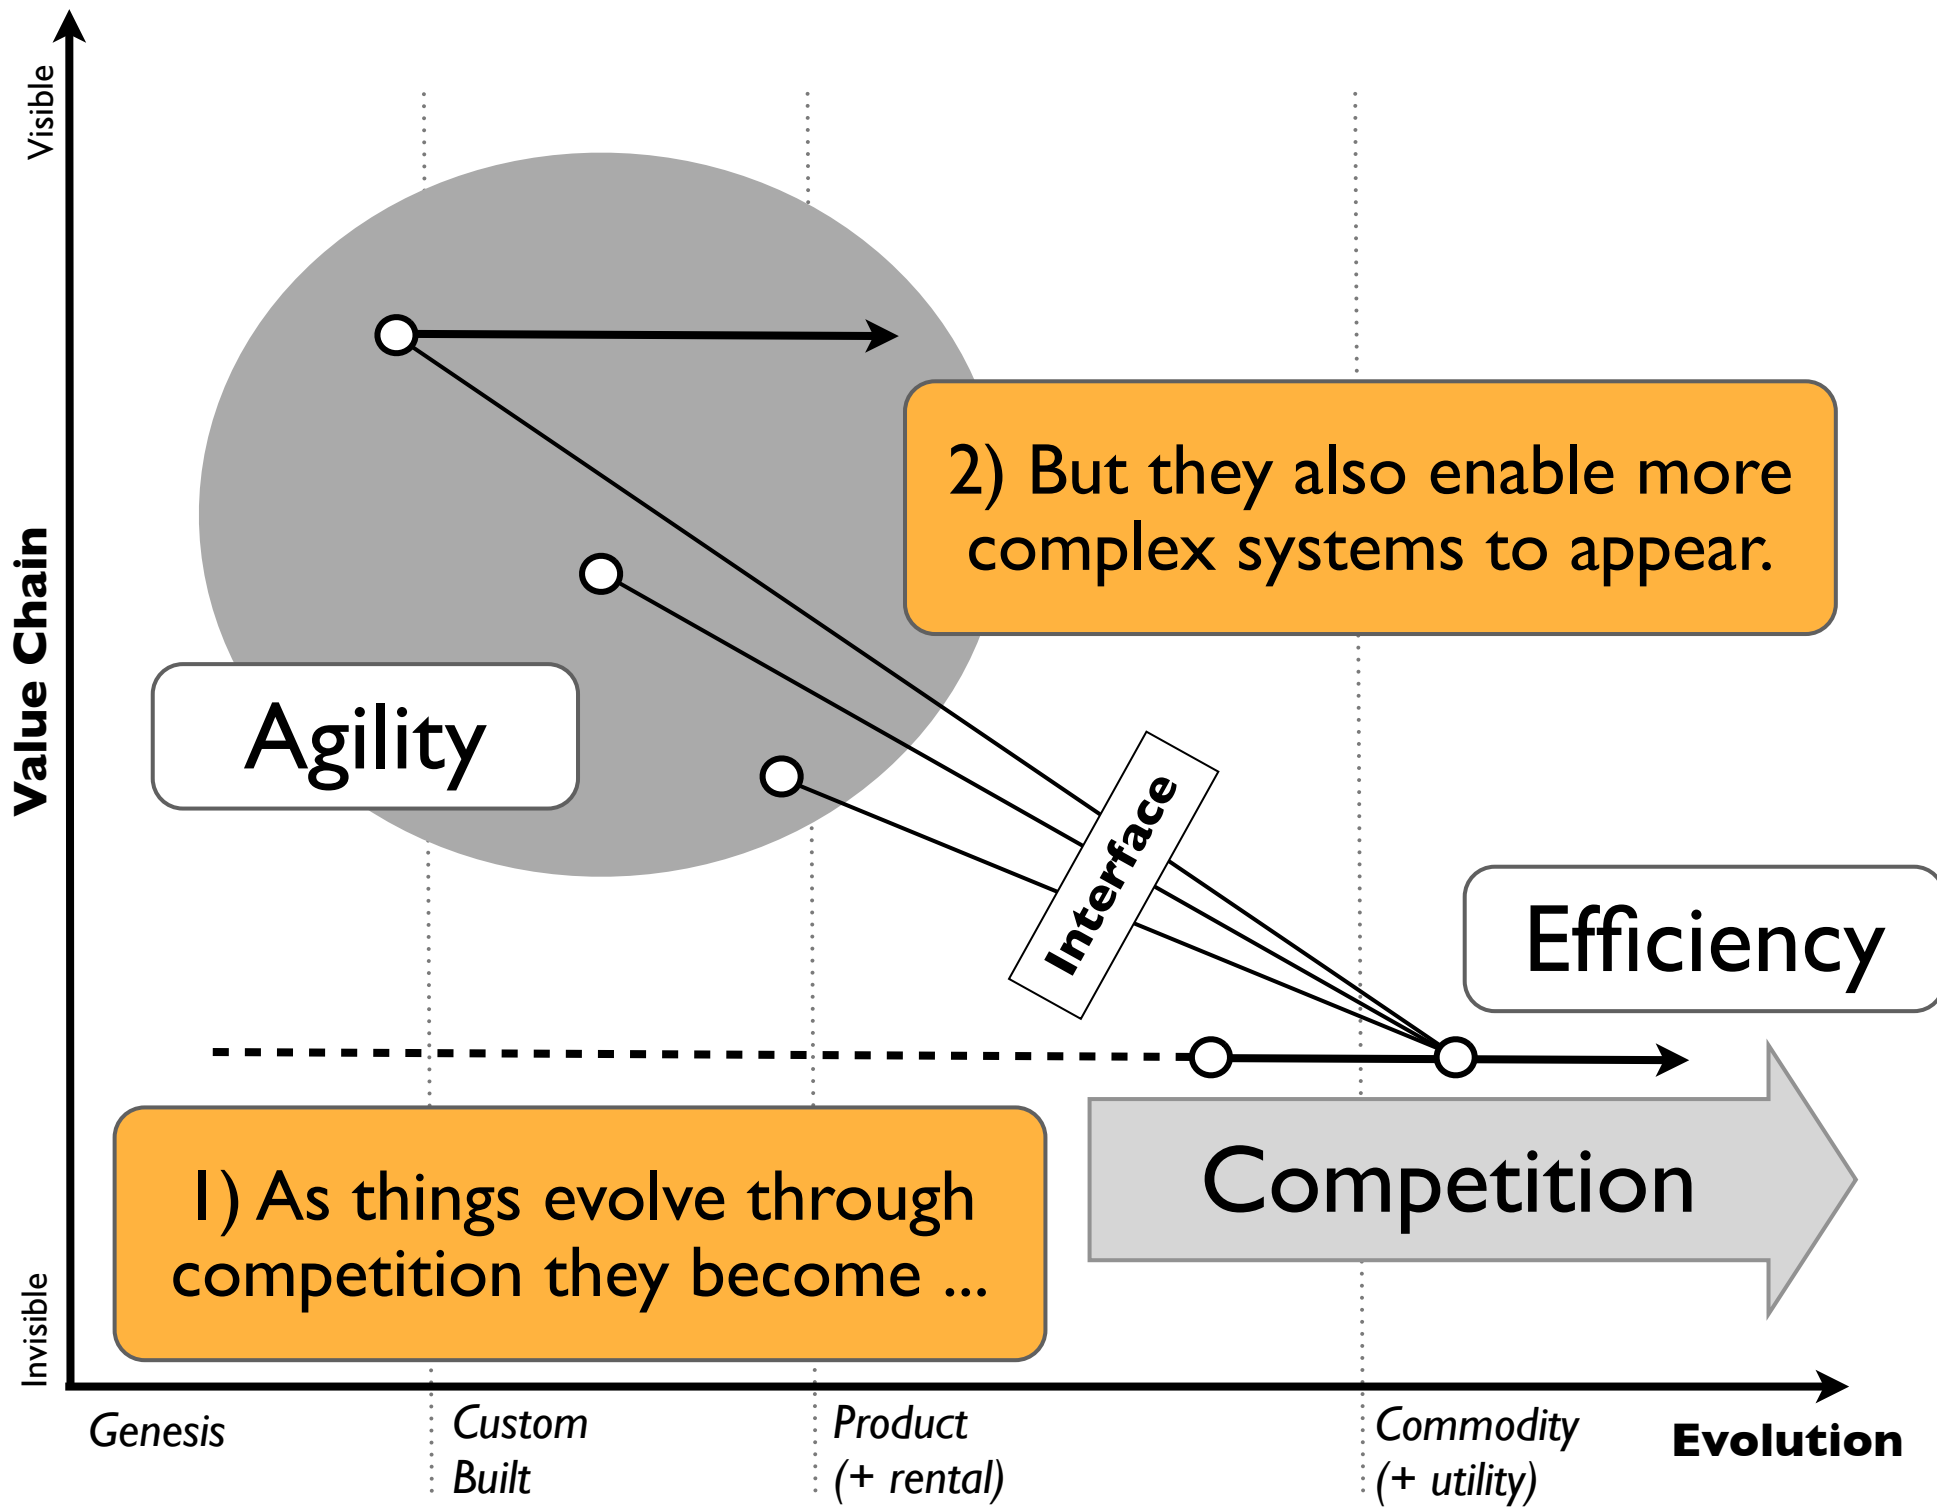 Visible
Value Chain
Invisible
2) But they also enable more
complex systems to appear.
Agility
Interface
Efficiency
1) As things evolve through
competition they become ...
Competition
Genesis
Custom
Built
Product
(+ rental)
Commodity
(+ utility)
Evolution